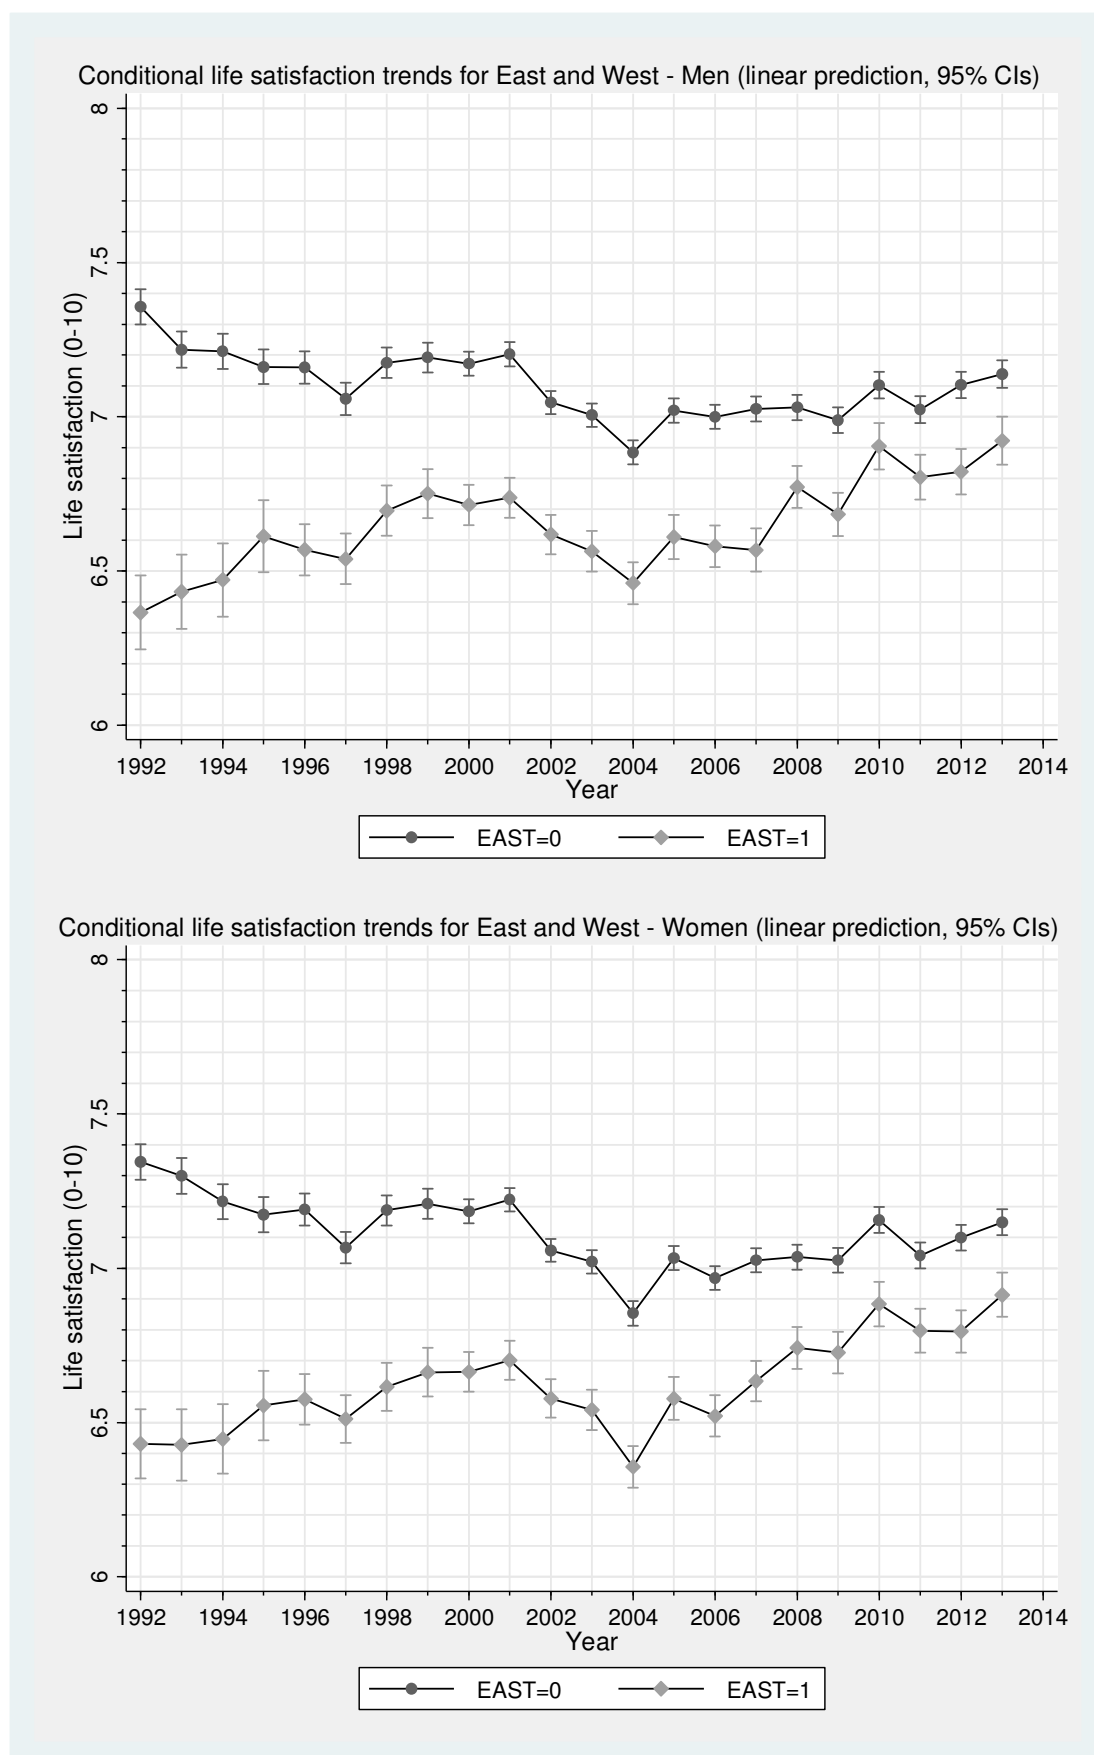 Conditional life satisfaction trends for East and West - Men (linear prediction, 95% CIs)
8
7.5
7
6.5
6
Life satisfaction (0-10)
1992 1994 1996 1998 2000 2002 2004 2006 2008 2010 2012 2014
Year
EAST=0 EAST=1
Conditional life satisfaction trends for East and West - Women (linear prediction, 95% CIs)
8
7.5
7
6.5
6
Life satisfaction (0-10)
1992 1994 1996 1998 2000 2002 2004 2006 2008 2010 2012 2014
Year
EAST=0 EAST=1